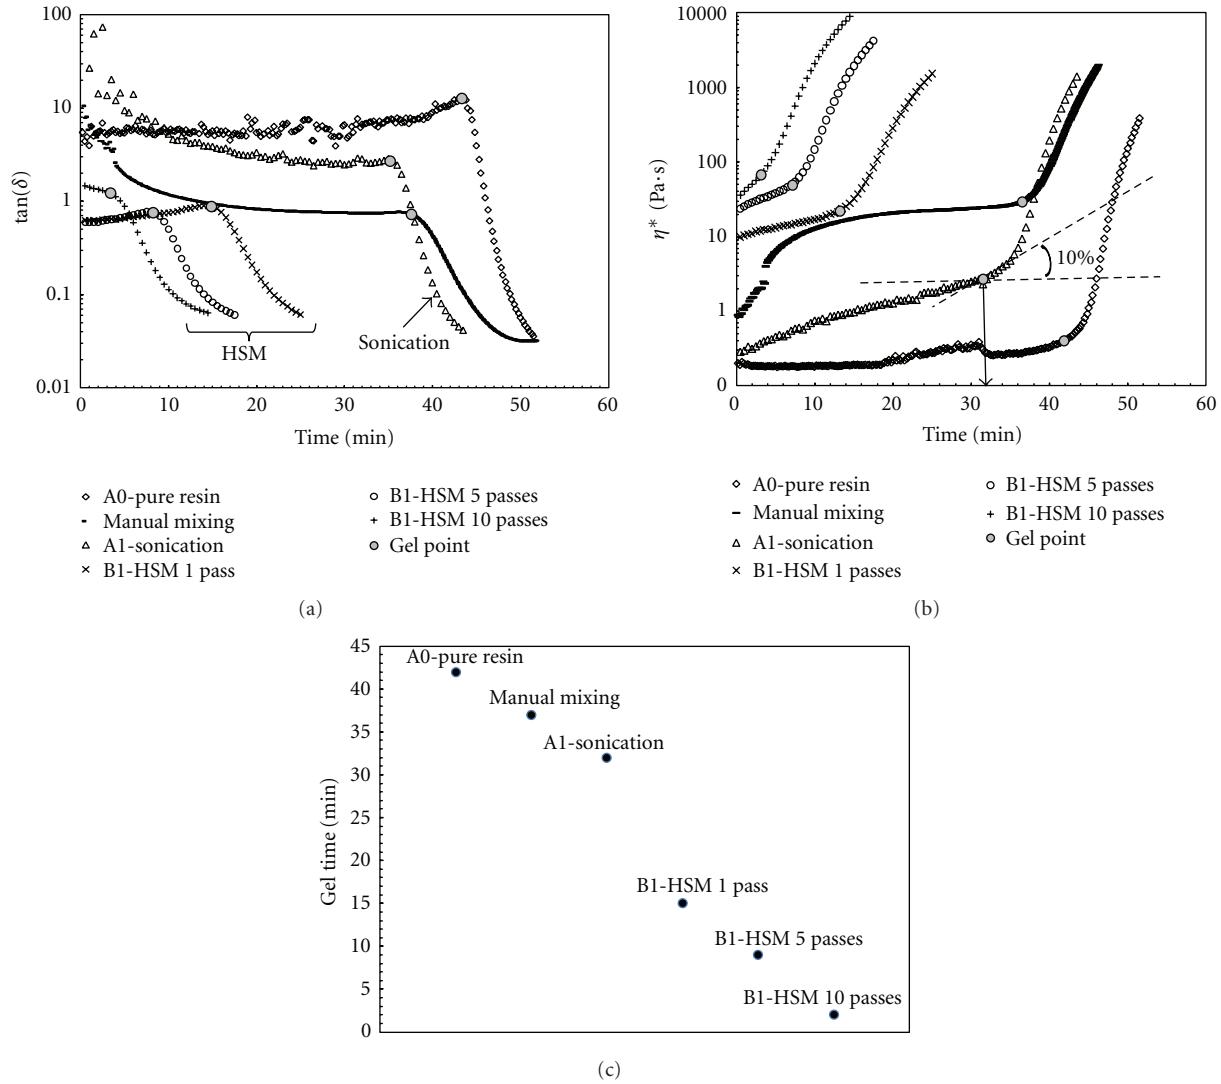 100
10
1
0.1
0.01
tan(δ)
0 10 20 30 40 50 60
Time (min)
HSM
Sonication
A0-pure resin
Manual mixing
A1-sonication
B1-HSM 1 pass
B1-HSM 5 passes
B1-HSM 10 passes
Gel point
(a)
10000
1000
100
10
1
0
η* (Pa·s)
10%
0 10 20 30 40 50 60
Time (min)
A0-pure resin
Manual mixing
A1-sonication
B1-HSM 1 passes
B1-HSM 5 passes
B1-HSM 10 passes
Gel point
(b)
45
40
35
30
25
20
15
10
5
0
Gel time (min)
A0-pure resin
Manual mixing
A1-sonication
B1-HSM 1 pass
B1-HSM 5 passes
B1-HSM 10 passes
(c)